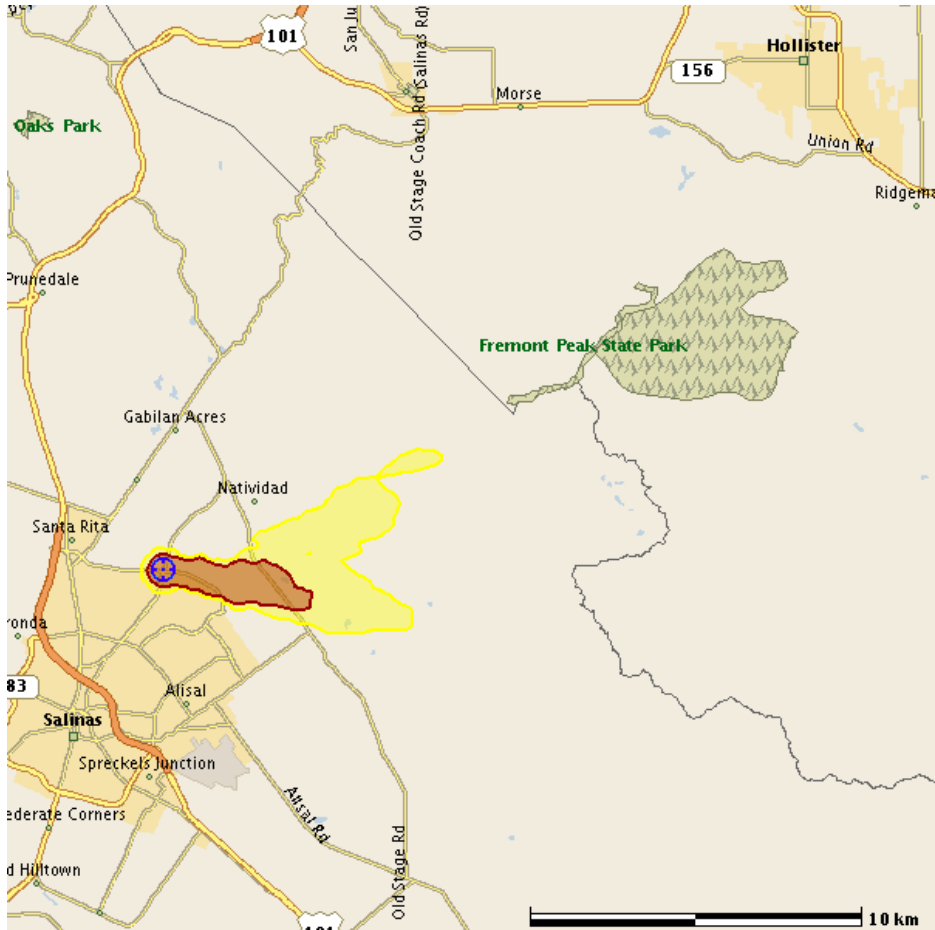 101
San Ju
Old Stage Coach Rd (Salinas Rd)
Hollister
156
Morse
Oaks Park
Union Rd
Ridgema
Prunedale
Fremont Peak State Park
Gabilan Acres
Natividad
Santa Rita
ronda
83
Alisal
Salinas
Spreckels Junction
ederate Corners
Alisal Rd
Old Stage Rd
d Hilltown
101
10 km